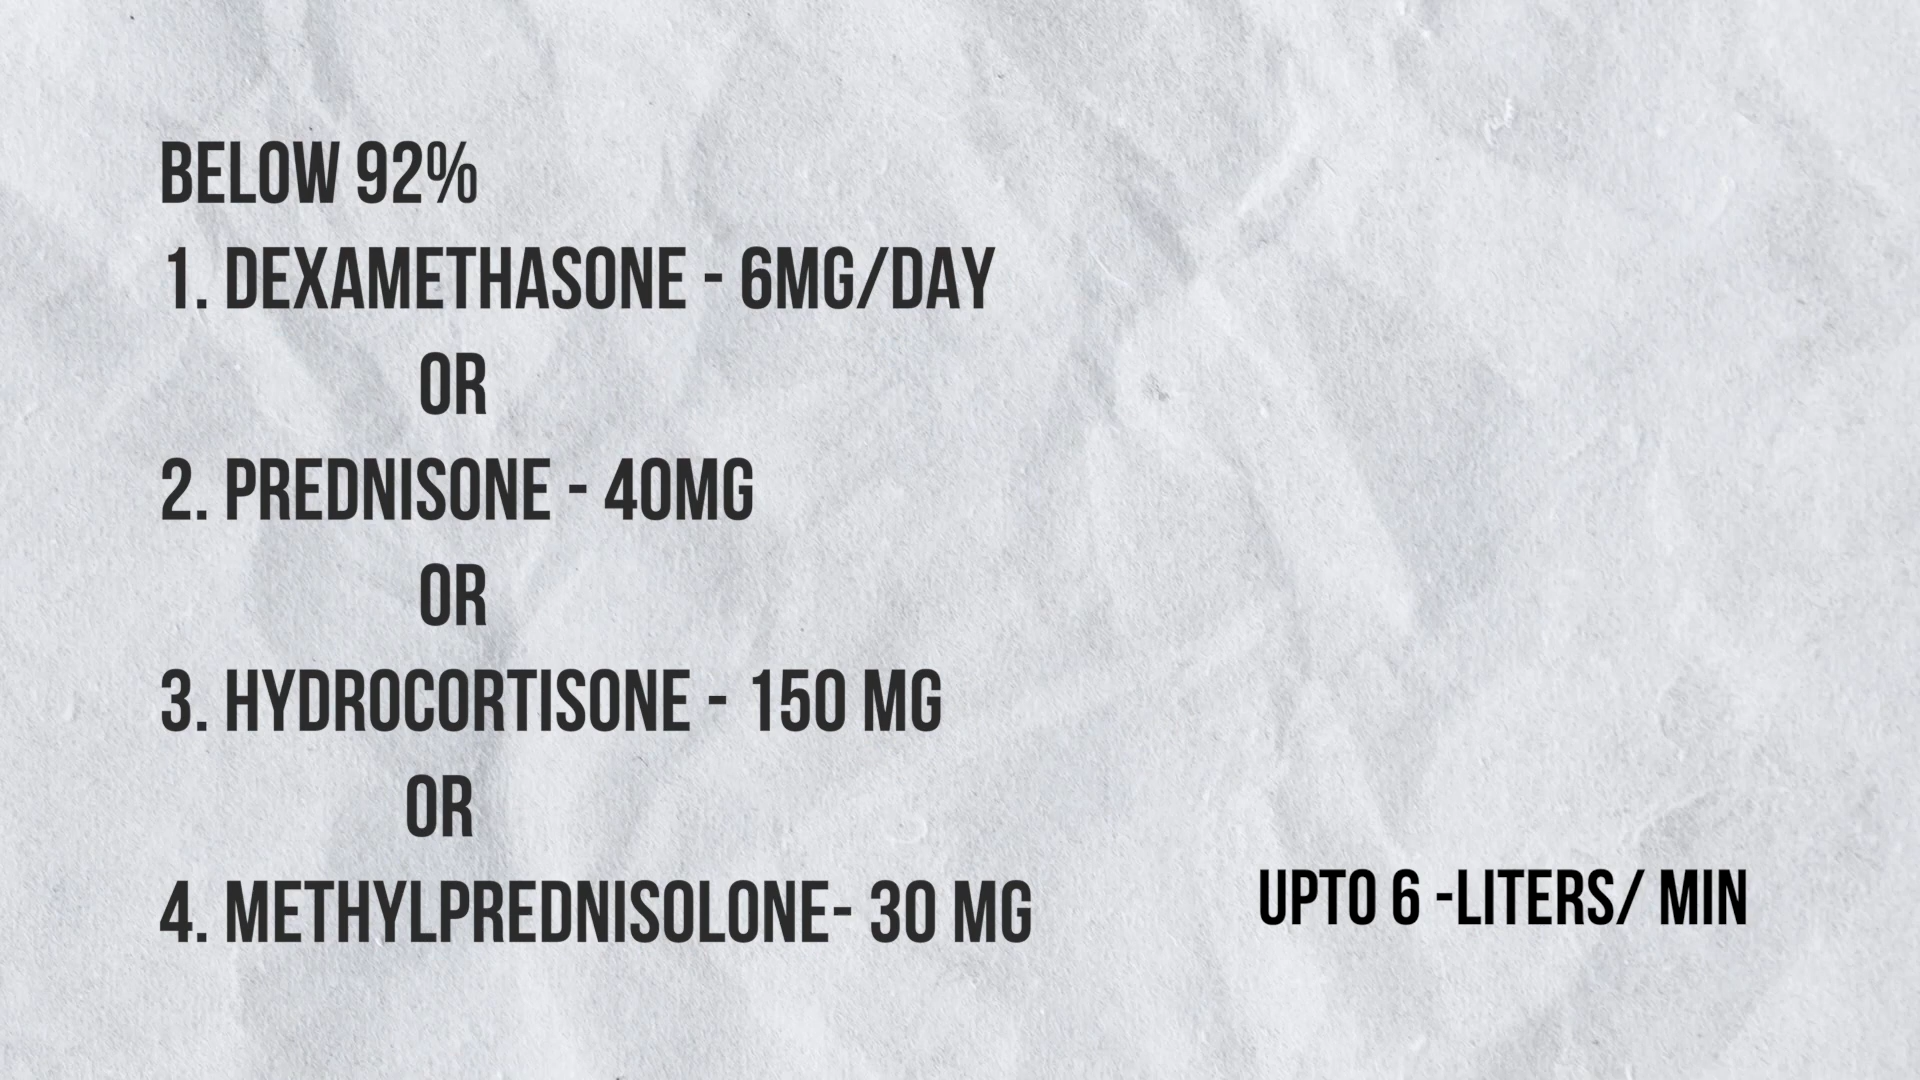 BELOW 92%
1. DEXAMETHASONE - 6MG/DAY
OR
2. PREDNISONE - 40MG
OR
3. HYDROCORTISONE - 150 MG
OR
4. METHYLPREDNISOLONE- 30 MG
UPTO 6 -LITERS/ MIN